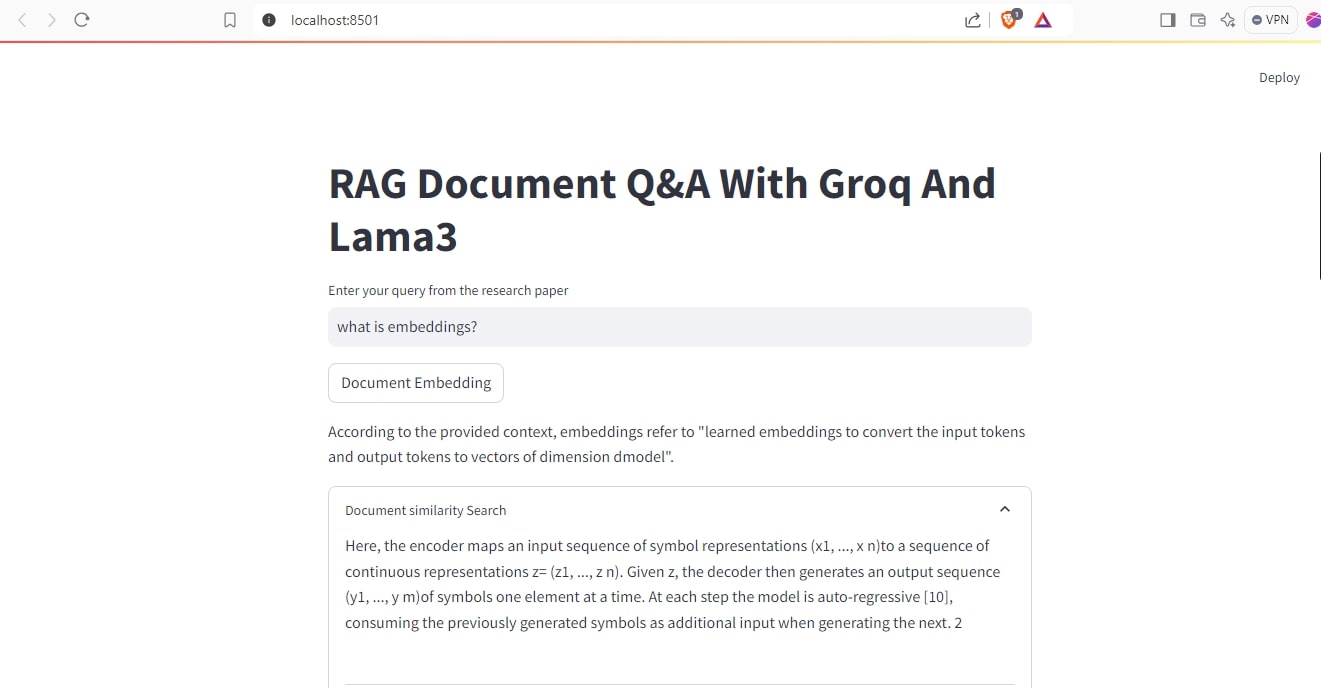 localhost:8501
1
VPN
Deploy
RAG Document Q&A With Groq And
Lama3
Enter your query from the research paper
what is embeddings?
Document Embedding
According to the provided context, embeddings refer to "learned embeddings to convert the input tokens
and output tokens to vectors of dimension dmodel".
Document similarity Search
Here, the encoder maps an input sequence of symbol representations (x1, ..., x n)to a sequence of
continuous representations z= (z1, ..., z n). Given z, the decoder then generates an output sequence
(y1, ..., y m)of symbols one element at a time. At each step the model is auto-regressive [10],
consuming the previously generated symbols as additional input when generating the next. 2